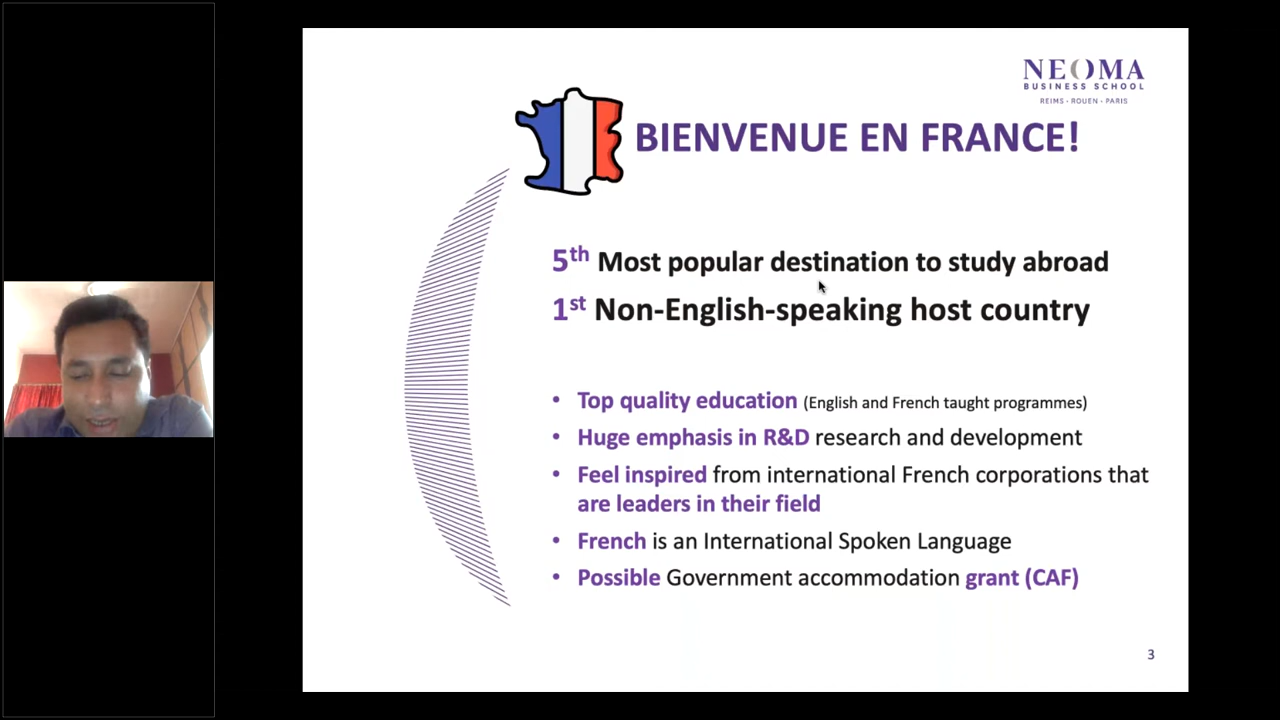 NEOMA
BUSINESS SCHOOL
REIMS • ROUEN • PARIS
BIENVENUE EN FRANCE!
5th Most popular destination to study abroad
1st Non-English-speaking host country
• Top quality education (English and French taught programmes)
• Huge emphasis in R&D research and development
• Feel inspired from international French corporations that
are leaders in their field
• French is an International Spoken Language
• Possible Government accommodation grant (CAF)
3